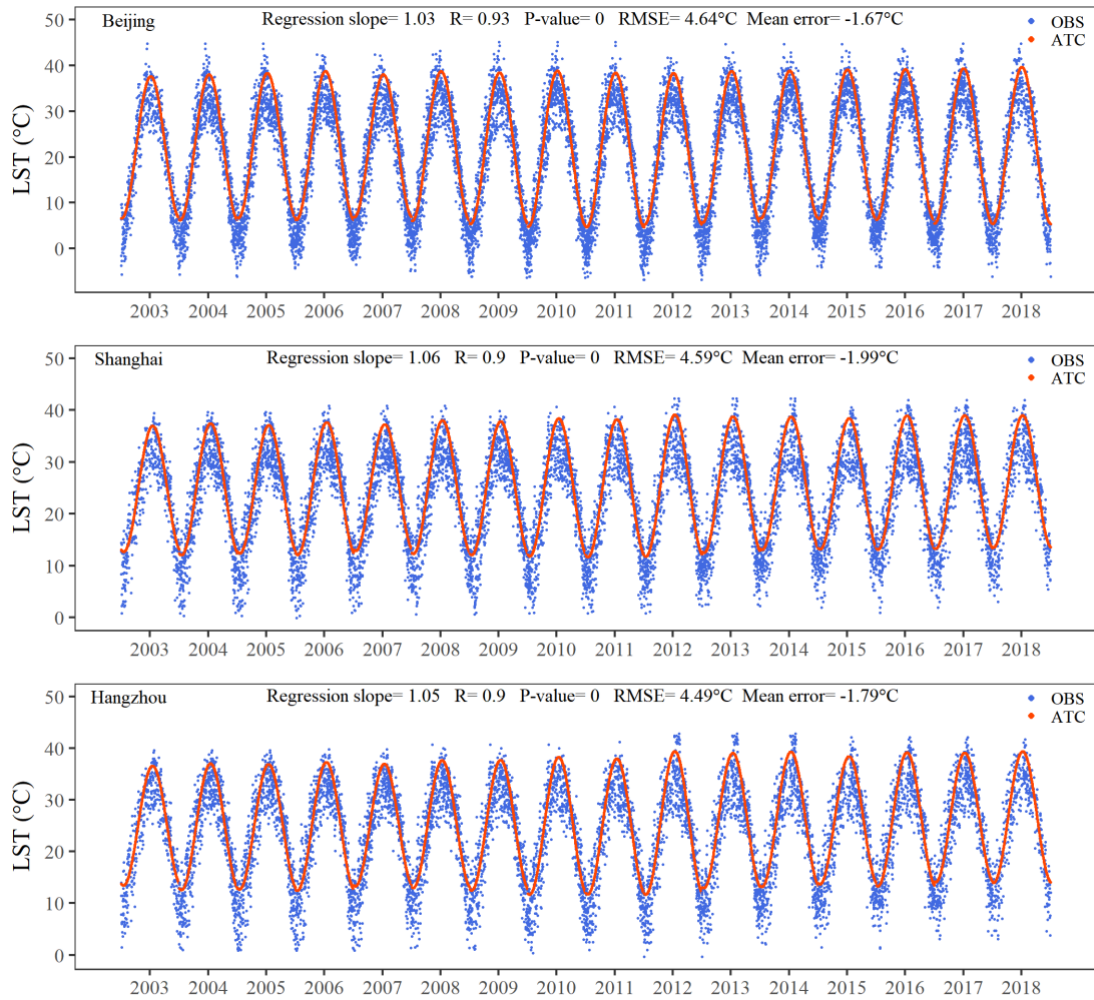 Beijing Regression slope= 1.03 R= 0.93 P-value= 0 RMSE= 4.64°C Mean error= -1.67°C
OBS
ATC
LST (°C)
50
40
30
20
10
0
2003 2004 2005 2006 2007 2008 2009 2010 2011 2012 2013 2014 2015 2016 2017 2018
Shanghai Regression slope= 1.06 R= 0.9 P-value= 0 RMSE= 4.59°C Mean error= -1.99°C
OBS
ATC
LST (°C)
50
40
30
20
10
0
2003 2004 2005 2006 2007 2008 2009 2010 2011 2012 2013 2014 2015 2016 2017 2018
Hangzhou Regression slope= 1.05 R= 0.9 P-value= 0 RMSE= 4.49°C Mean error= -1.79°C
OBS
ATC
LST (°C)
50
40
30
20
10
0
2003 2004 2005 2006 2007 2008 2009 2010 2011 2012 2013 2014 2015 2016 2017 2018